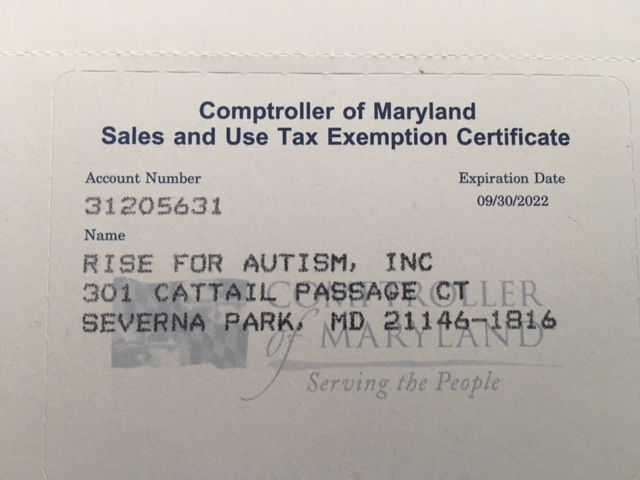 Comptroller of Maryland
Sales and Use Tax Exemption Certificate
Account Number
Expiration Date
31205631
09/30/2022
Name
RISE FOR AUTISM, INC
301 CATTAIL PASSAGE CT
SEVERNA PARK, MD 21146-1816
COMPTROLLER
of MARYLAND
Serving the People